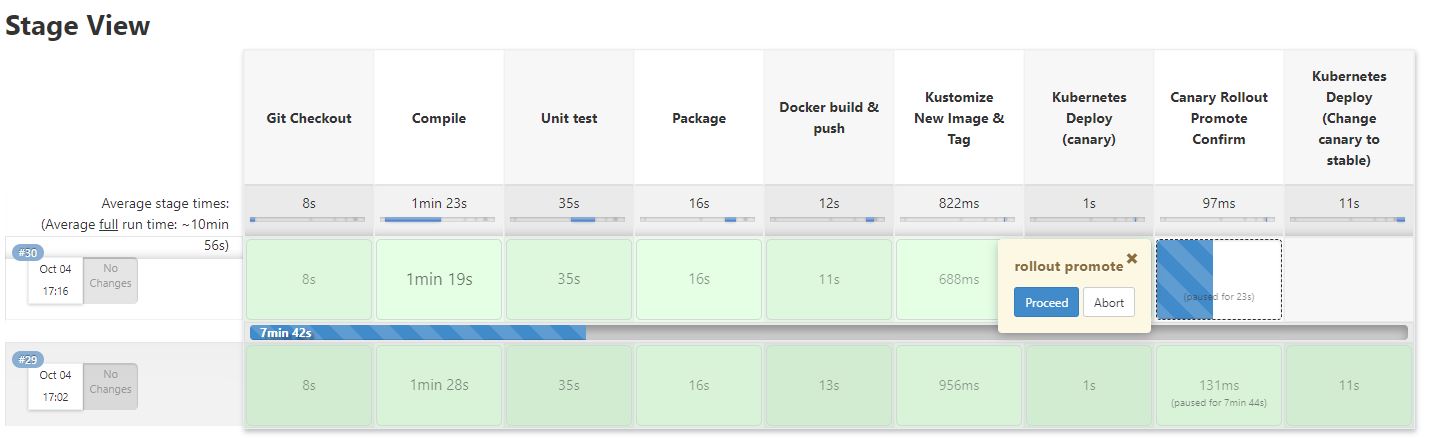 Stage View
Git Checkout
Compile
Unit test
Package
Docker build &
push
Kustomize
New Image &
Tag
Kubernetes
Deploy
(canary)
Canary Rollout
Promote
Confirm
Kubernetes
Deploy
(Change
canary to
stable)
Average stage times:
(Average full run time: ~10min
56s)
8s
1min 23s
35s
16s
12s
822ms
1s
97ms
11s
#30
Oct 04
17:16
No
Changes
8s
1min 19s
35s
16s
11s
688ms
rollout promote
Proceed
Abort
(paused for 23s)
7min 42s
#29
Oct 04
17:02
No
Changes
8s
1min 28s
35s
16s
13s
956ms
1s
131ms
(paused for 7min 44s)
11s